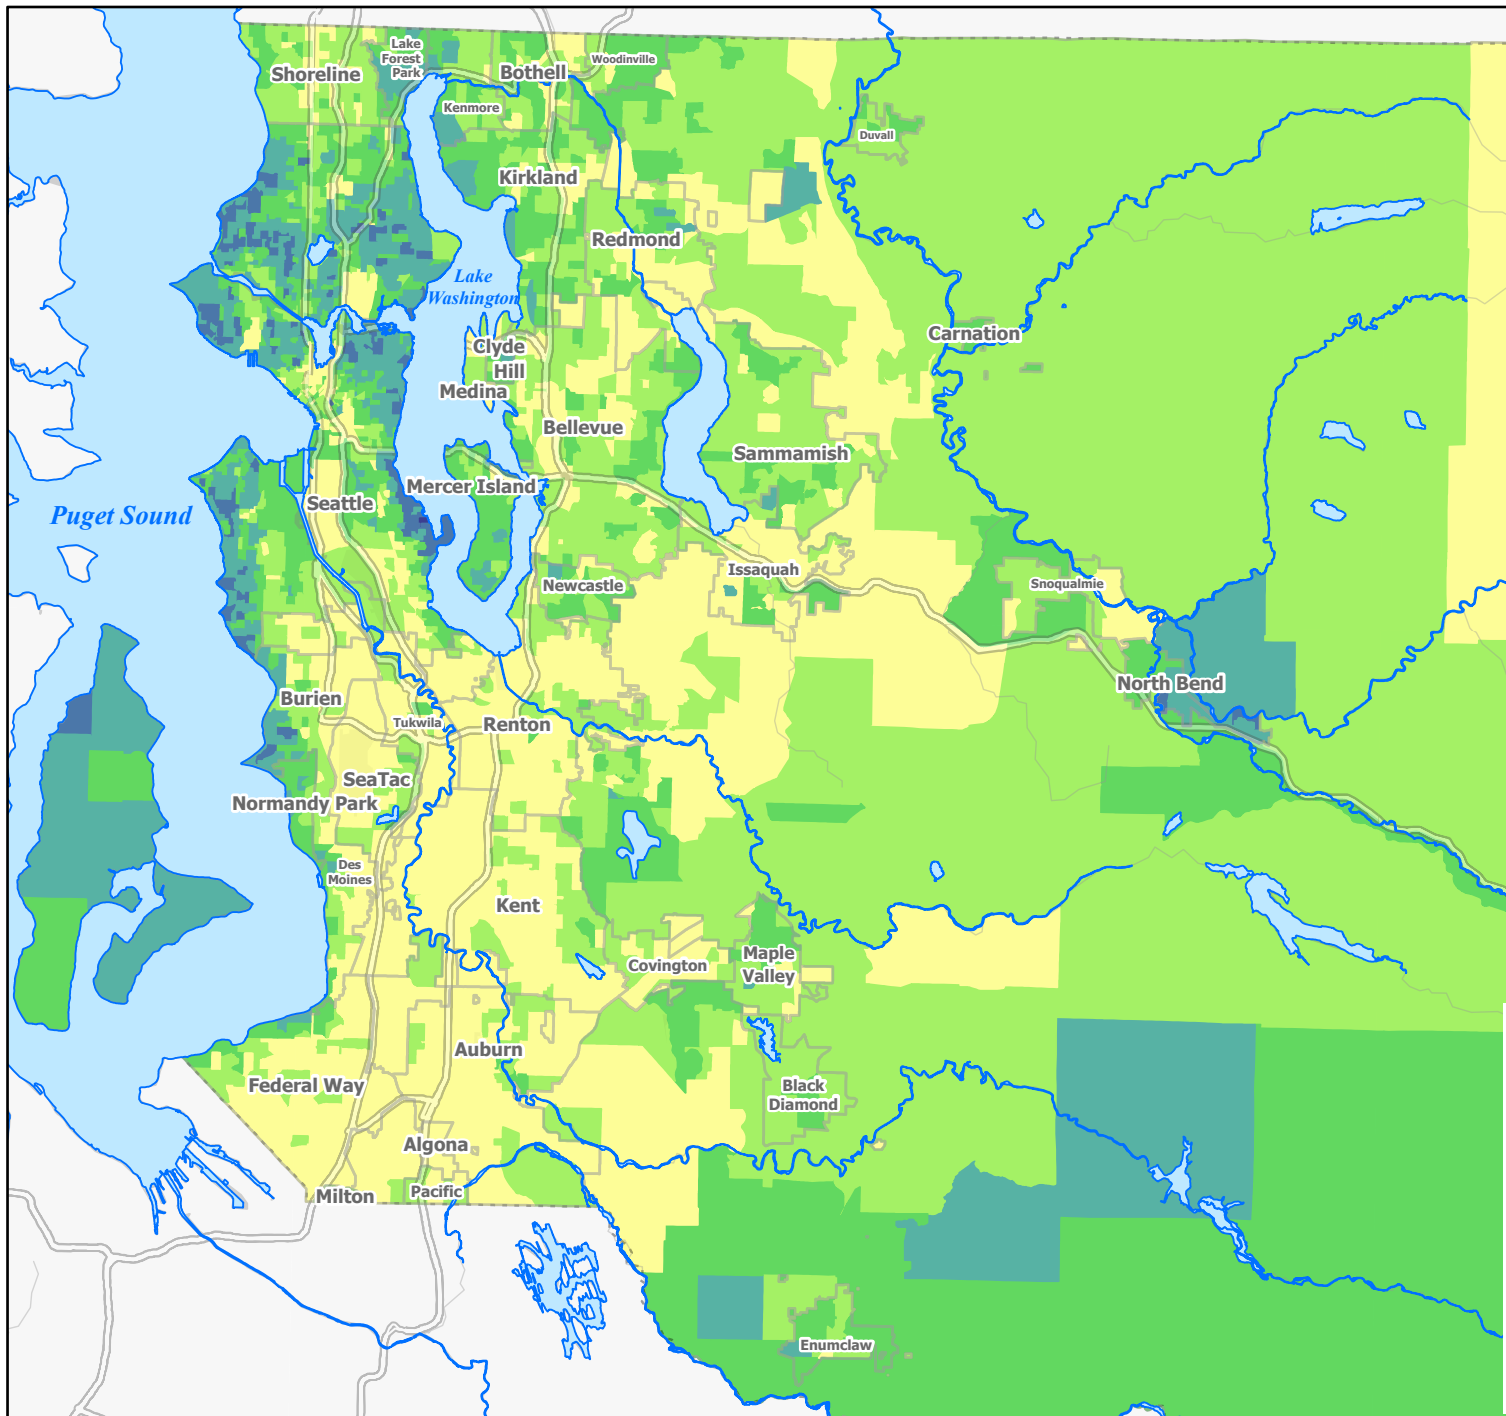 Lake
Forest
Park
Shoreline
Bothell
Woodinville
Kenmore
Duvall
Kirkland
Redmond
Lake
Washington
Carnation
Clyde
Hill
Medina
Bellevue
Sammamish
Mercer Island
Seattle
Puget Sound
Issaquah
Newcastle
Snoqualmie
North Bend
Burien
Tukwila
Renton
SeaTac
Normandy Park
Des
Moines
Kent
Maple
Valley
Covington
Auburn
Federal Way
Black
Diamond
Algona
Pacific
Milton
Enumclaw